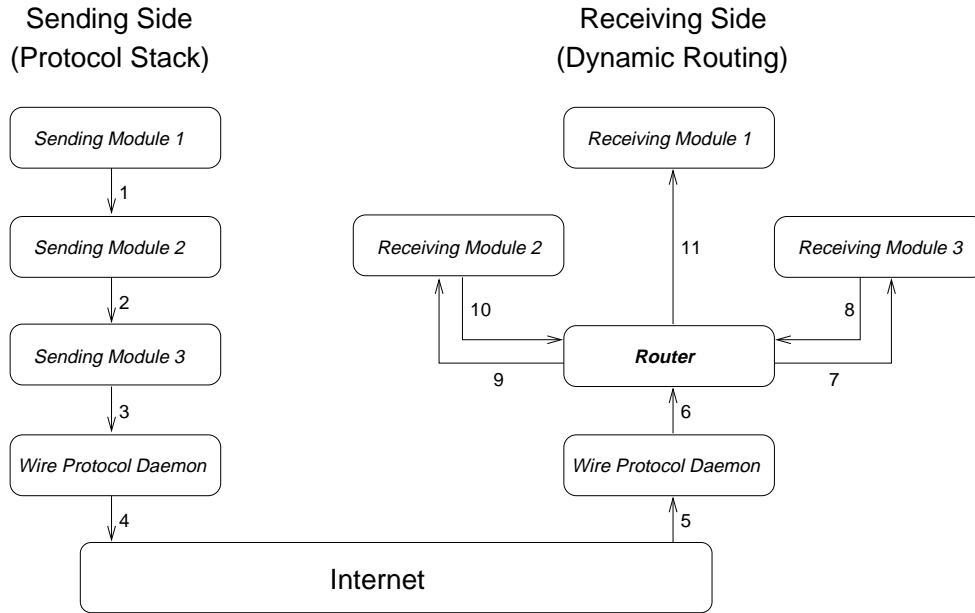 Sending Side
(Protocol Stack)
Receiving Side
(Dynamic Routing)
Sending Module 1
Receiving Module 1
1
Sending Module 2
Receiving Module 2
11
Receiving Module 3
2
10
8
Sending Module 3
Router
9
7
3
6
Wire Protocol Daemon
Wire Protocol Daemon
4
5
Internet